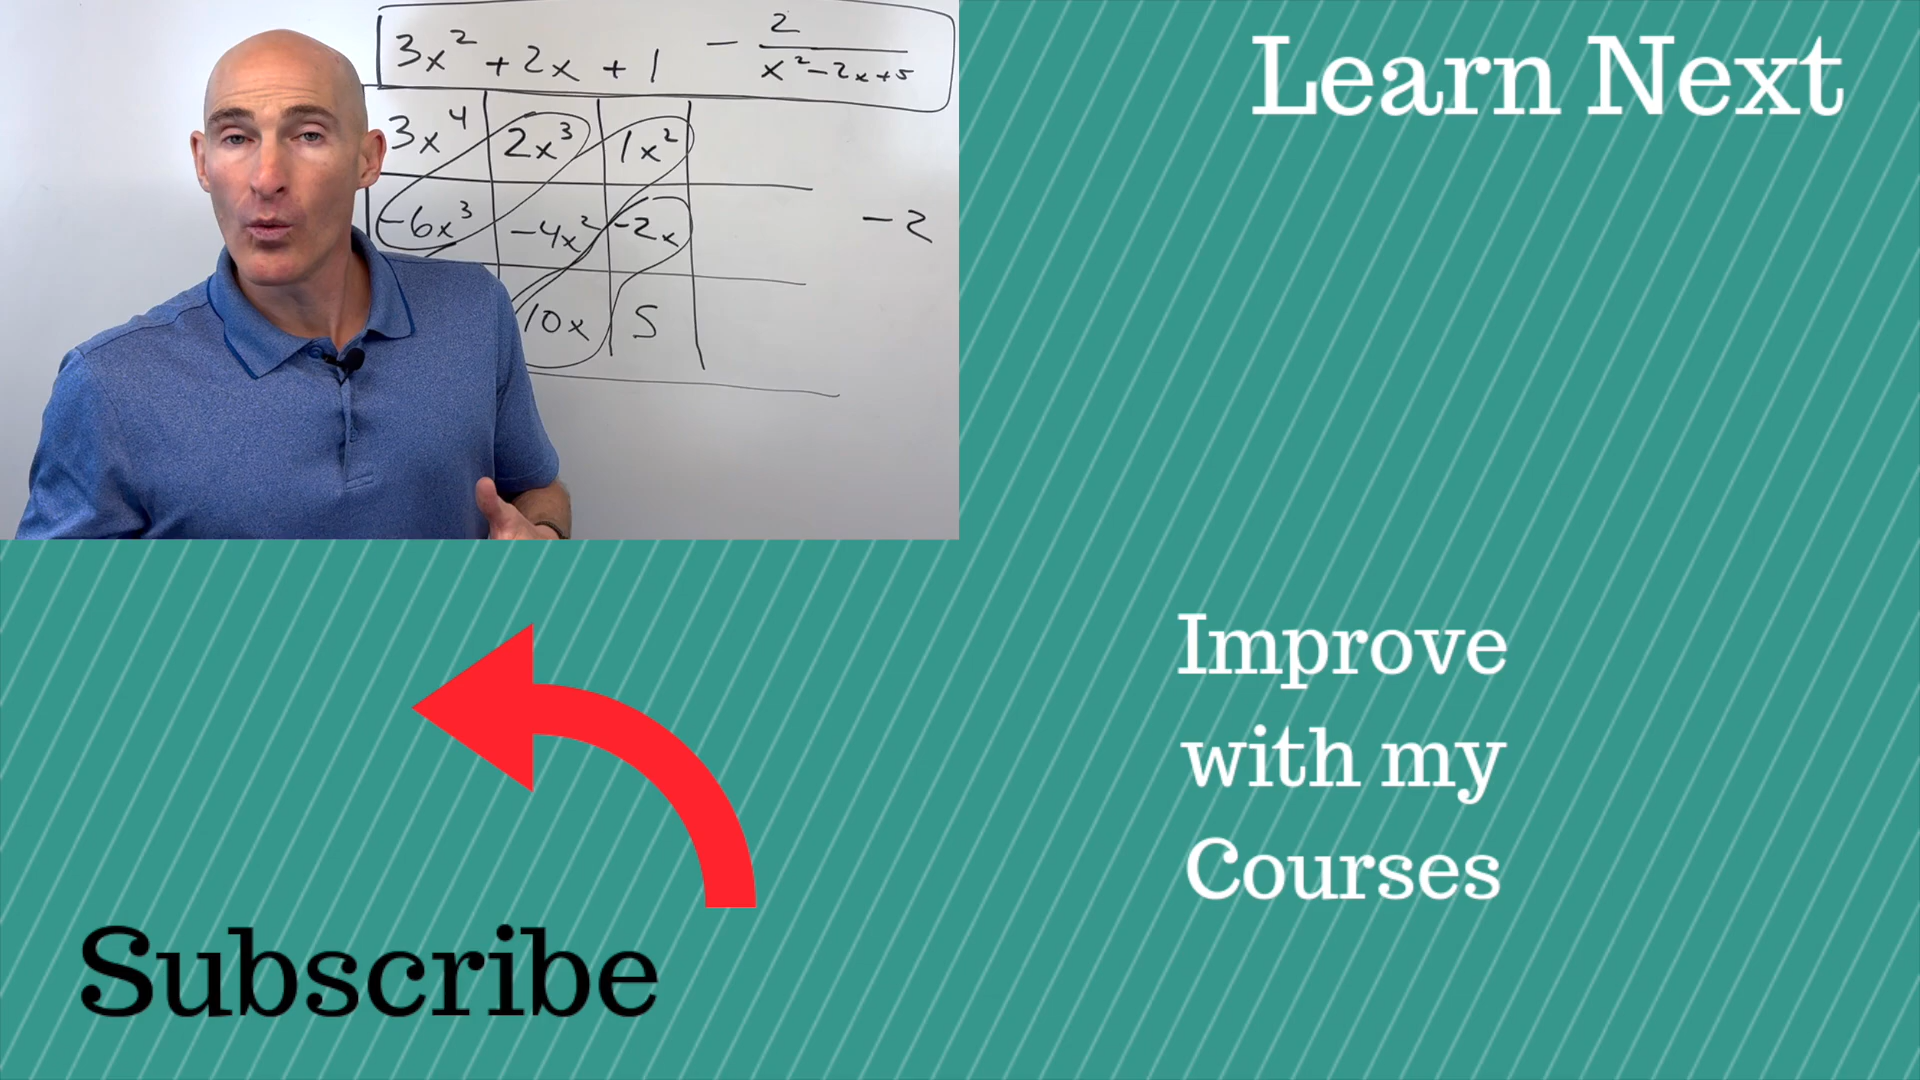 3x² + 2x + 1 - 2/(x²-2x+5)
3x⁴ 2x³ 1x²
-6x³ -4x² -2x -2
10x 5
Learn Next
Improve
with my
Courses
Subscribe